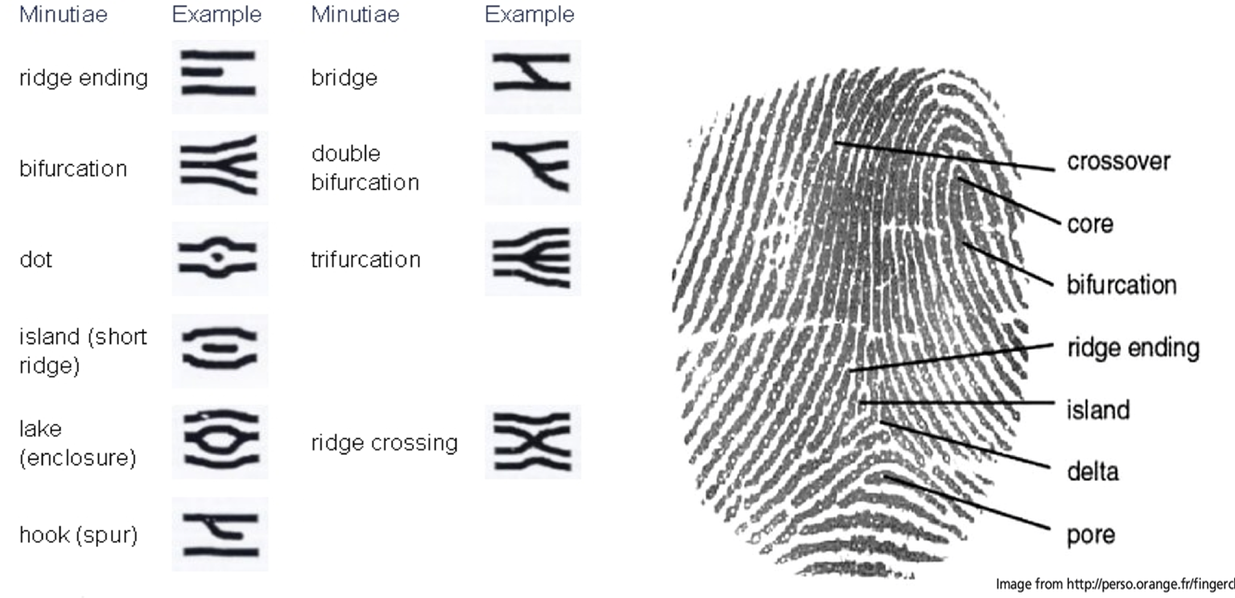 Minutiae Example Minutiae Example
ridge ending bridge
bifurcation double
bifurcation
dot trifurcation
island (short
ridge)
lake
(enclosure) ridge crossing
hook (spur)
crossover
core
bifurcation
ridge ending
island
delta
pore
Image from http://perso.orange.fr/fingerc